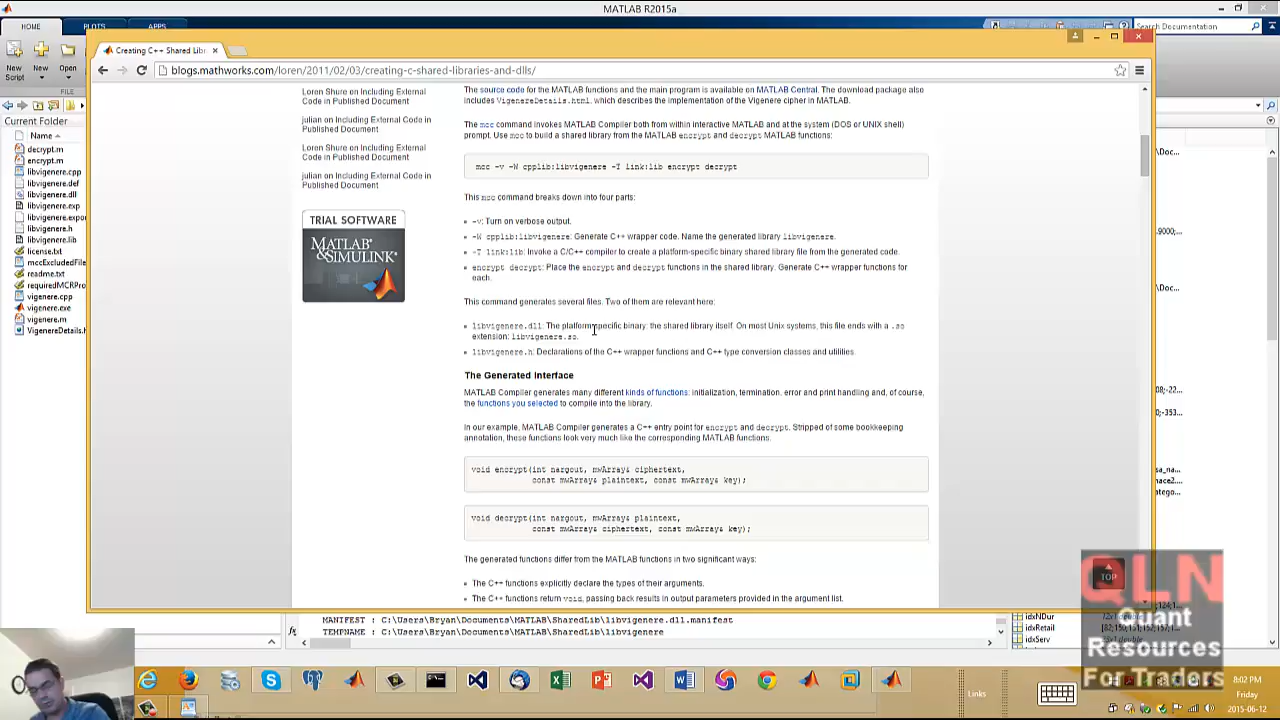 MATLAB R2015a
HOME
PLOTS
APPS
Search Documentation
New
Script
New
Open
FILE
Creating C++ Shared Libr
blogs.mathworks.com/loren/2011/02/03/creating-c-shared-libraries-and-dlls/
Current Folder
Name
decrypt.m
encrypt.m
libvigenere.cpp
libvigenere.def
libvigenere.dll
libvigenere.exp
libvigenere.expo
libvigenere.h
libvigenere.lib
license.txt
mccExcludedFile
readme.txt
requiredMCRPro
vigenere.cpp
vigenere.exe
vigenere.m
VigenereDetails.h
Loren Shure on Including External
Code in Published Document
julian on Including External Code in
Published Document
Loren Shure on Including External
Code in Published Document
julian on Including External Code in
Published Document
TRIAL SOFTWARE
MATLAB®
&SIMULINK®
The source code for the MATLAB functions and the main program is available on MATLAB Central. The download package also
includes VigenereDetails.html, which describes the implementation of the Vigenere cipher in MATLAB.
The mcc command invokes MATLAB Compiler both from within interactive MATLAB and at the system (DOS or UNIX shell)
prompt. Use mcc to build a shared library from the MATLAB encrypt and decrypt MATLAB functions:
mcc -v -W cpplib:libvigenere -T link:lib encrypt decrypt
This mcc command breaks down into four parts:
-v: Turn on verbose output.
-W cpplib:libvigenere: Generate C++ wrapper code. Name the generated library libvigenere.
-T link:lib: Invoke a C/C++ compiler to create a platform-specific binary shared library file from the generated code.
encrypt decrypt: Place the encrypt and decrypt functions in the shared library. Generate C++ wrapper functions for
each.
This command generates several files. Two of them are relevant here:
libvigenere.dll: The platform-specific binary: the shared library itself. On most Unix systems, this file ends with a .so
extension: libvigenere.so.
libvigenere.h: Declarations of the C++ wrapper functions and C++ type conversion classes and utilities.
The Generated Interface
MATLAB Compiler generates many different kinds of functions: initialization, termination, error and print handling and, of course,
the functions you selected to compile into the library.
In our example, MATLAB Compiler generates a C++ entry point for encrypt and decrypt. Stripped of some bookkeeping
annotation, those functions look very much like the corresponding MATLAB functions.
void encrypt(int nargout, mwArray& ciphertext,
const mwArray& plaintext, const mwArray& key);
void decrypt(int nargout, mwArray& plaintext,
const mwArray& ciphertext, const mwArray& key);
The generated functions differ from the MATLAB functions in two significant ways:
The C++ functions explicitly declare the types of their arguments.
The C++ functions return void, passing back results in output parameters provided in the argument list.
MANIFEST : C:\Users\Bryan\Documents\MATLAB\SharedLib\libvigenere.dll.manifest
TEMPNAME : C:\Users\Bryan\Documents\MATLAB\SharedLib\libvigenere
fx
idxNDur
idxRetail
idxServ
TOP
QLN
Quant
Resources
For Traders
Links
8:02 PM
Friday
2015-06-12